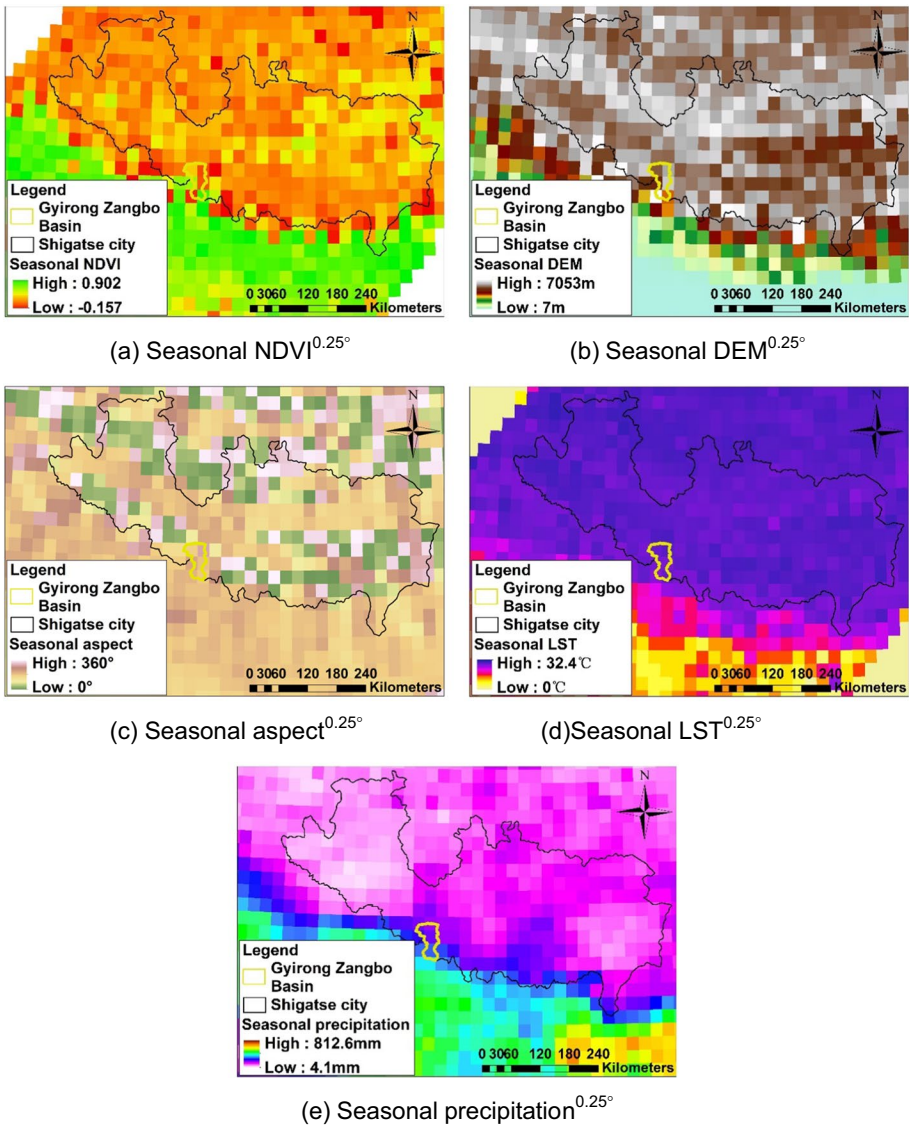 N
Legend
Gyirong Zangbo
Basin
Shigatse city
Seasonal NDVI
High : 0.902
Low : -0.157
0 3060 120 180 240
Kilometers
(a) Seasonal NDVI0.25°
N
Legend
Gyirong Zangbo
Basin
Shigatse city
Seasonal DEM
High : 7053m
Low : 7m
0 3060 120 180 240
Kilometers
(b) Seasonal DEM0.25°
N
Legend
Gyirong Zangbo
Basin
Shigatse city
Seasonal aspect
High : 360°
Low : 0°
0 3060 120 180 240
Kilometers
(c) Seasonal aspect0.25°
N
Legend
Gyirong Zangbo
Basin
Shigatse city
Seasonal LST
High : 32.4℃
Low : 0℃
0 3060 120 180 240
Kilometers
(d)Seasonal LST0.25°
N
Legend
Gyirong Zangbo
Basin
Shigatse city
Seasonal precipitation
High : 812.6mm
Low : 4.1mm
0 3060 120 180 240
Kilometers
(e) Seasonal precipitation0.25°